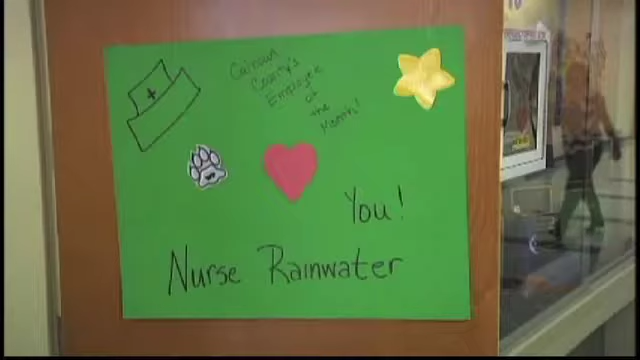 Calhoun
County's
Employee
of
the
Month!
You!
Nurse Rainwater